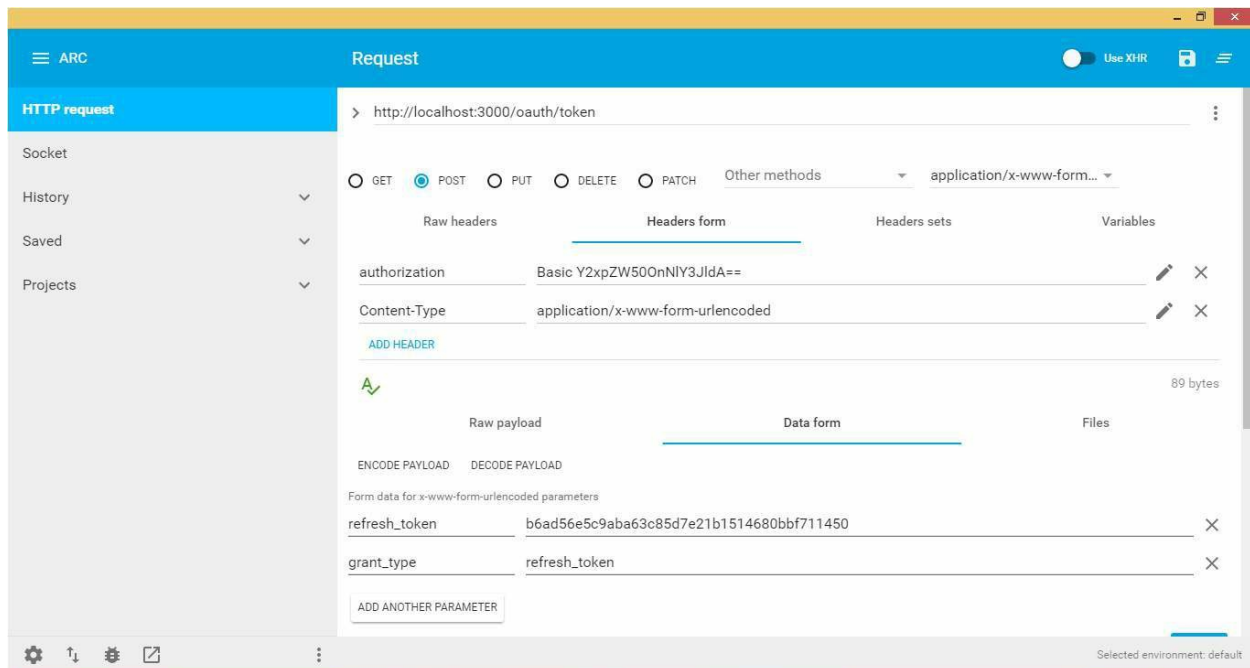 ARC
Request
Use XHR
HTTP request
http://localhost:3000/oauth/token
Socket
GET POST PUT DELETE PATCH Other methods application/x-www-form...
History
Raw headers Headers form Headers sets Variables
Saved
authorization Basic Y2xpZW50OnNlY3JldA==
Projects
Content-Type application/x-www-form-urlencoded
ADD HEADER
89 bytes
Raw payload Data form Files
ENCODE PAYLOAD DECODE PAYLOAD
Form data for x-www-form-urlencoded parameters
refresh_token b6ad56e5c9aba63c85d7e21b1514680bbf711450
grant_type refresh_token
ADD ANOTHER PARAMETER
Selected environment: default